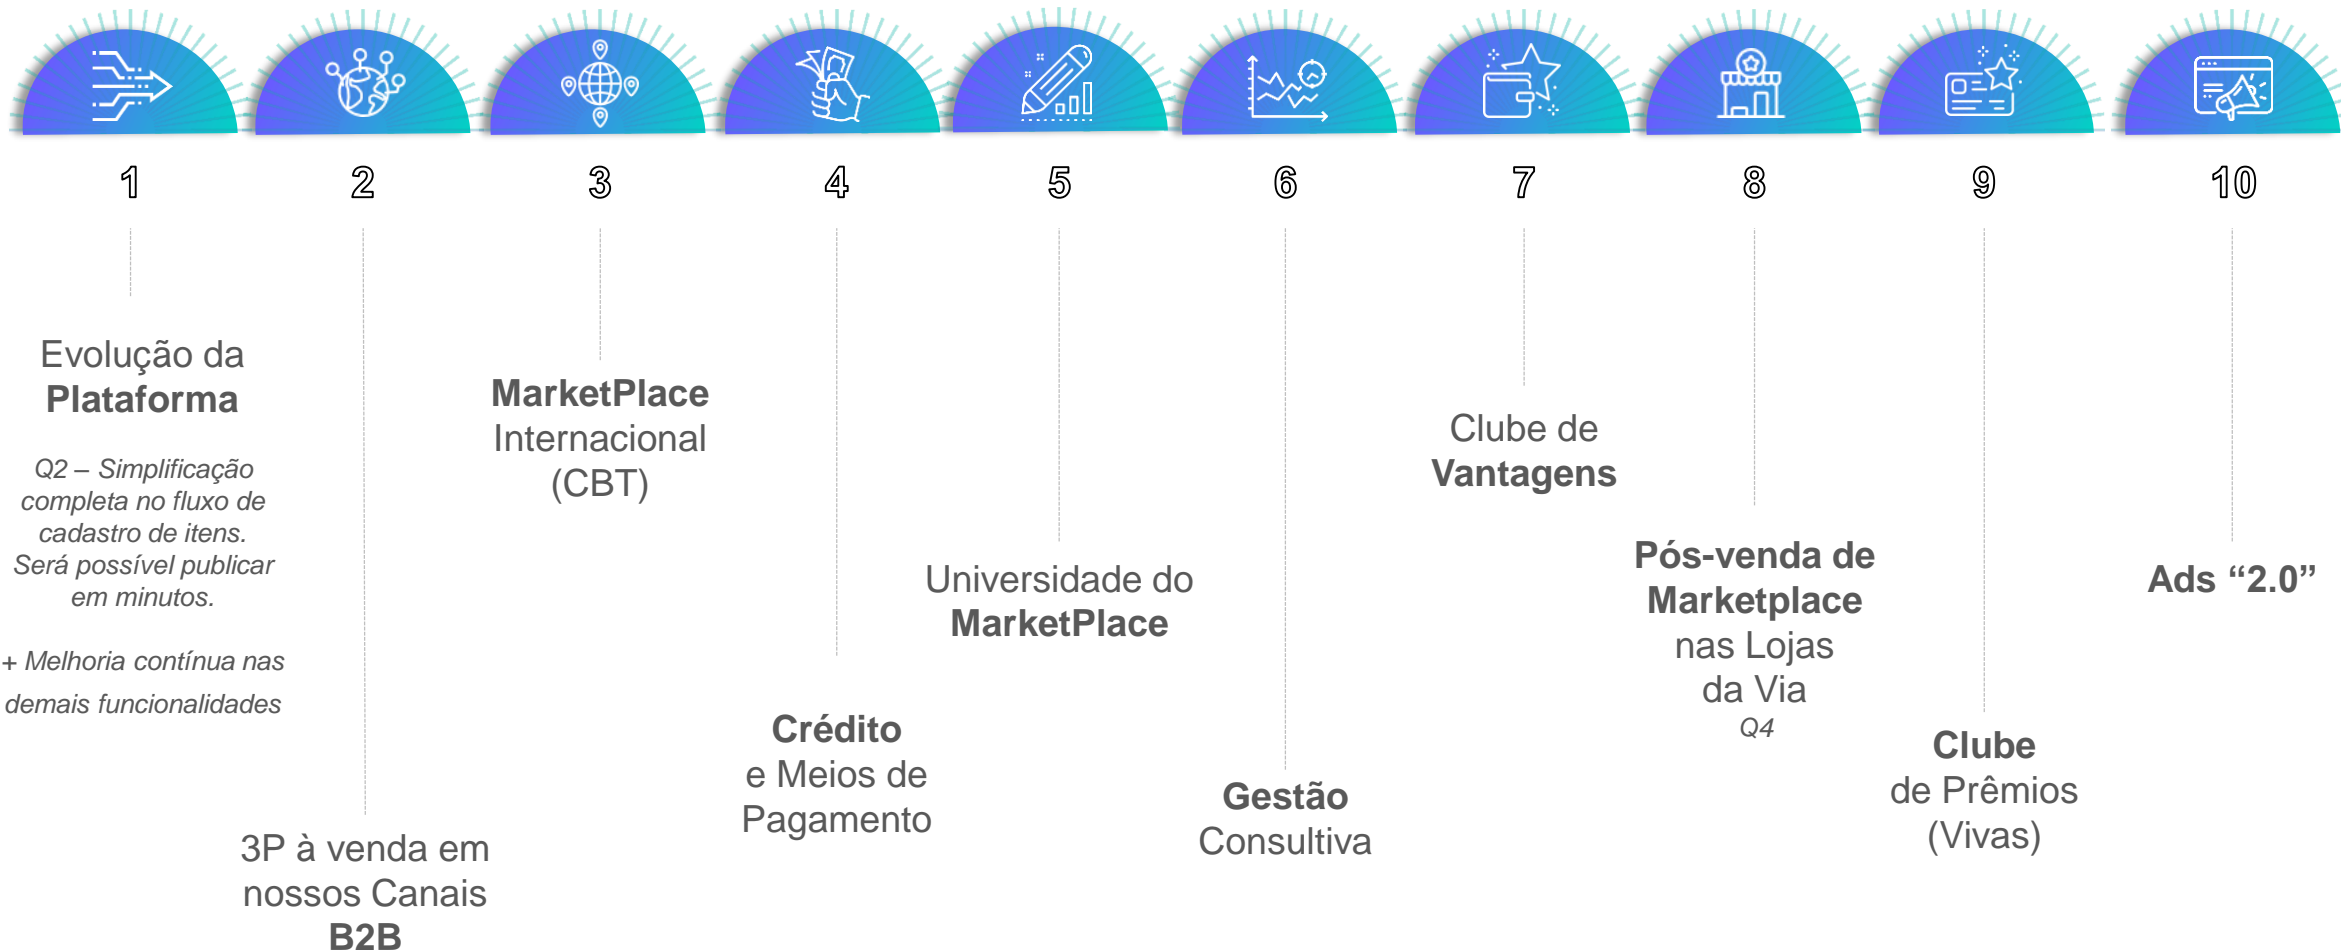 1
Evolução da
Plataforma
Q2 – Simplificação
completa no fluxo de
cadastro de itens.
Será possível publicar
em minutos.
+ Melhoria contínua nas
demais funcionalidades
2
3P à venda em
nossos Canais
B2B
3
MarketPlace
Internacional
(CBT)
4
Crédito
e Meios de
Pagamento
5
Universidade do
MarketPlace
6
Gestão
Consultiva
7
Clube de
Vantagens
8
Pós-venda de
Marketplace
nas Lojas
da Via
Q4
9
Clube
de Prêmios
(Vivas)
10
Ads “2.0”